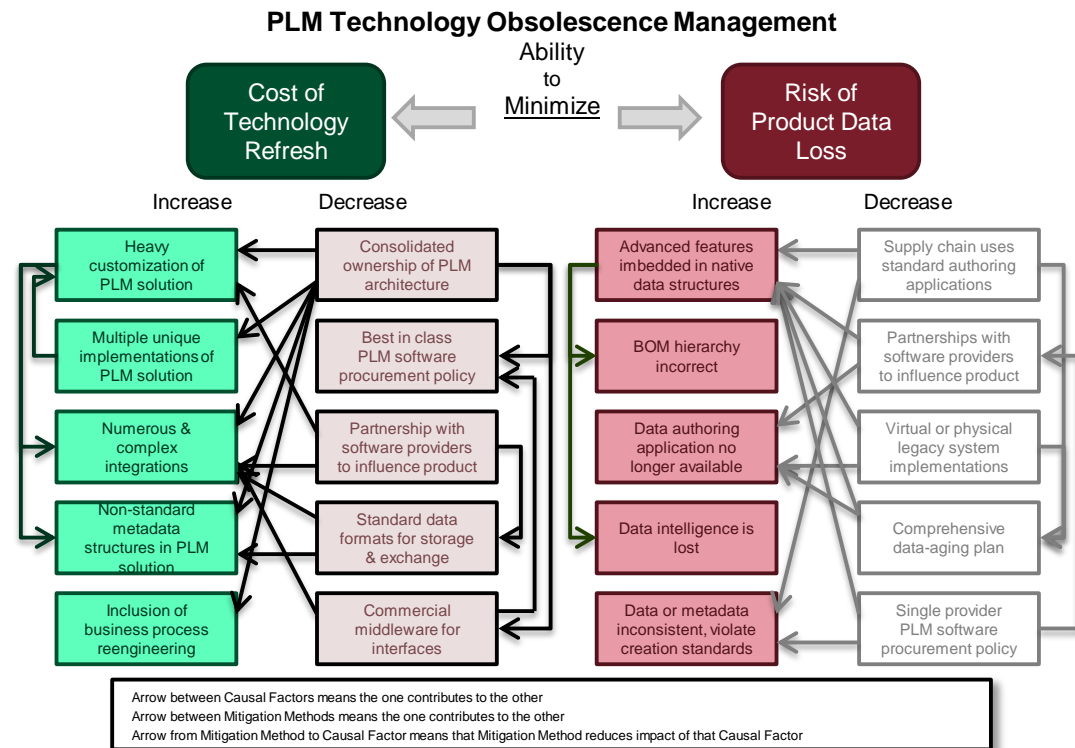 PLM Technology Obsolescence Management
Ability
to
Minimize
Cost of
Technology
Refresh
Risk of
Product Data
Loss
Increase
Decrease
Increase
Decrease
Heavy
customization of
PLM solution
Consolidated
ownership of PLM
architecture
Advanced features
imbedded in native
data structures
Supply chain uses
standard authoring
applications
Multiple unique
implementations of
PLM solution
Best in class
PLM software
procurement policy
BOM hierarchy
incorrect
Partnerships with
software providers
to influence product
Numerous &
complex
integrations
Partnership with
software providers
to influence product
Data authoring
application no
longer available
Virtual or physical
legacy system
implementations
Non-standard
metadata
structures in PLM
solution
Standard data
formats for storage
& exchange
Data intelligence is
lost
Comprehensive
data-aging plan
Inclusion of
business process
reengineering
Commercial
middleware for
interfaces
Data or metadata
inconsistent, violate
creation standards
Single provider
PLM software
procurement policy
Arrow between Causal Factors means the one contributes to the other
Arrow between Mitigation Methods means the one contributes to the other
Arrow from Mitigation Method to Causal Factor means that Mitigation Method reduces impact of that Causal Factor